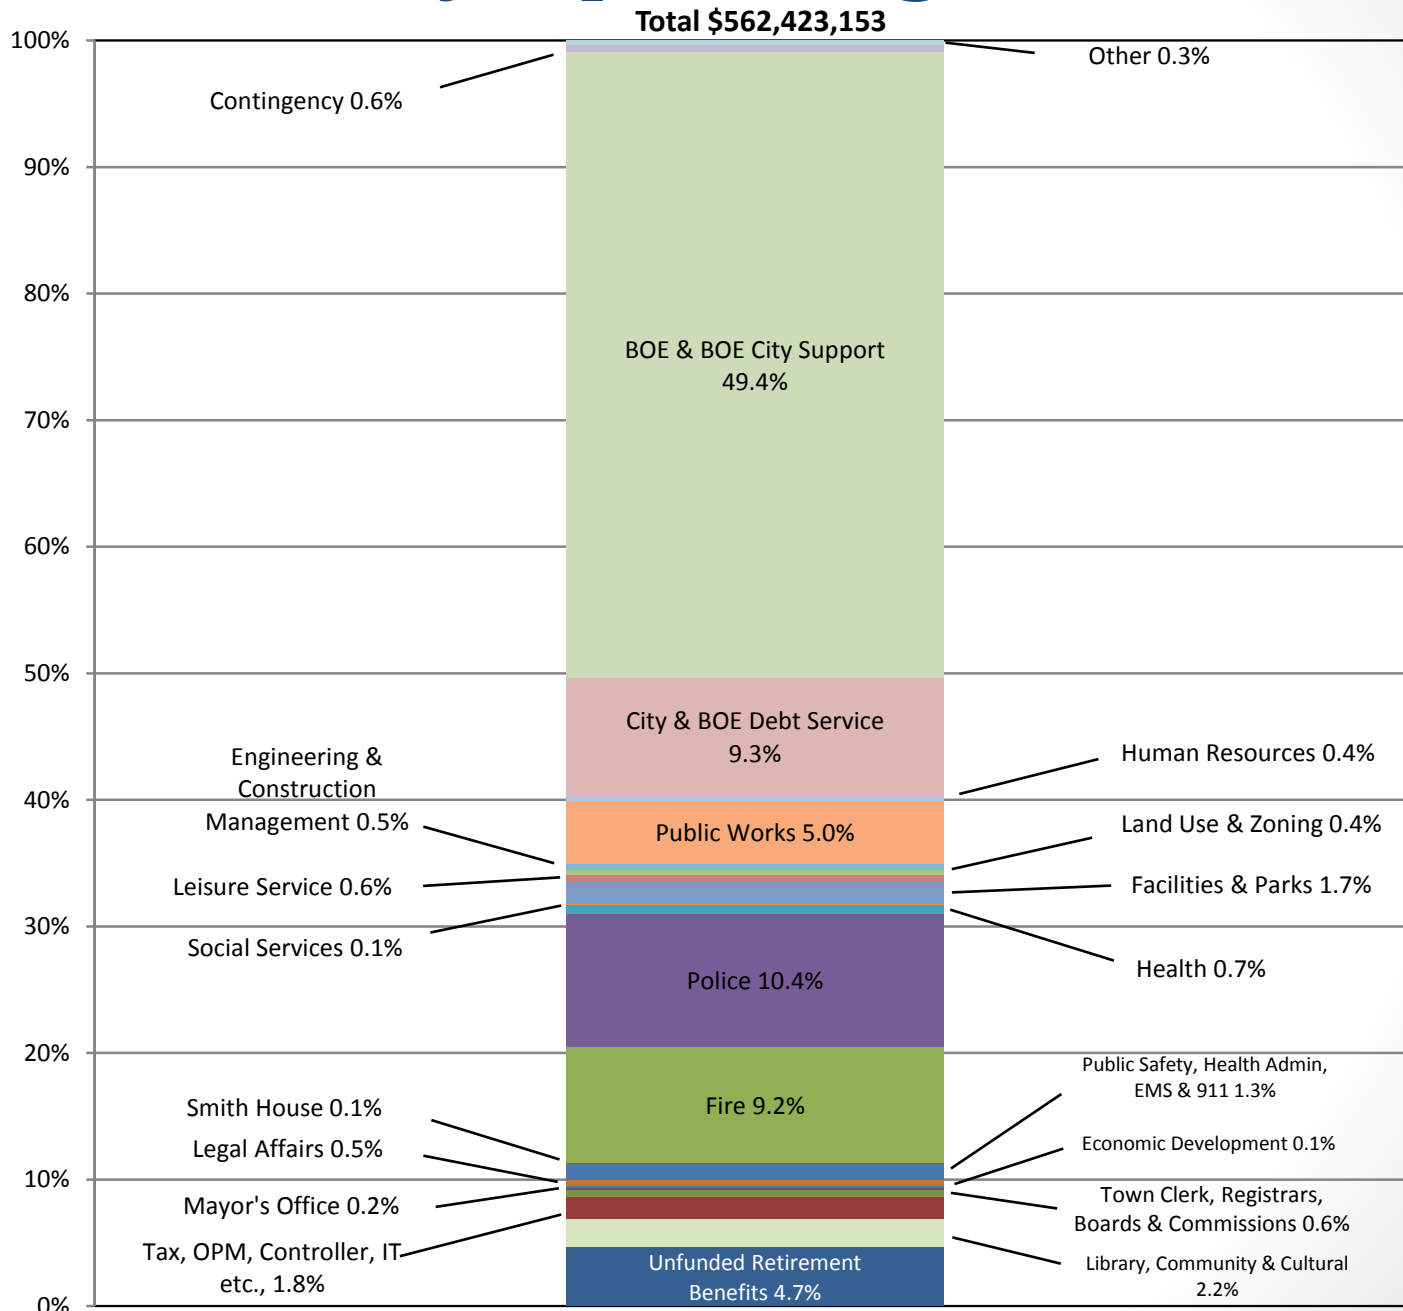 Total $562,423,153
100%
90%
80%
70%
60%
50%
40%
30%
20%
10%
0%
Other 0.3%
Contingency 0.6%
BOE & BOE City Support
49.4%
City & BOE Debt Service
9.3%
Engineering &
Construction
Management 0.5%
Human Resources 0.4%
Public Works 5.0%
Land Use & Zoning 0.4%
Leisure Service 0.6%
Facilities & Parks 1.7%
Social Services 0.1%
Health 0.7%
Police 10.4%
Fire 9.2%
Public Safety, Health Admin,
EMS & 911 1.3%
Smith House 0.1%
Legal Affairs 0.5%
Economic Development 0.1%
Mayor's Office 0.2%
Town Clerk, Registrars,
Boards & Commissions 0.6%
Tax, OPM, Controller, IT
etc., 1.8%
Library, Community & Cultural
2.2%
Unfunded Retirement
Benefits 4.7%